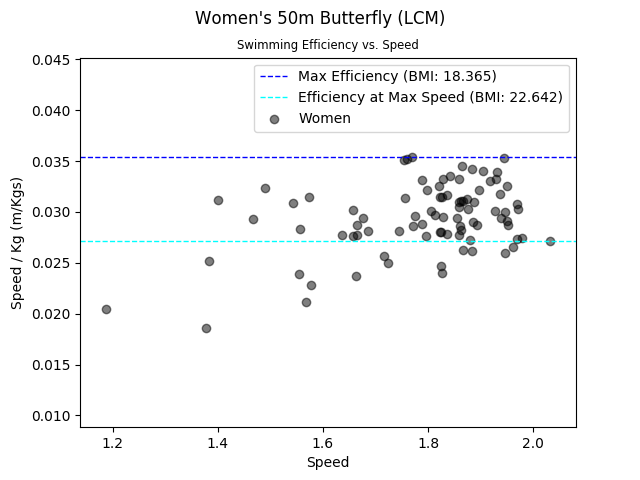 Women's 50m Butterfly (LCM)
Swimming Efficiency vs. Speed
Max Efficiency (BMI: 18.365)
Efficiency at Max Speed (BMI: 22.642)
Women
Speed / Kg (m/Kgs)
0.045
0.040
0.035
0.030
0.025
0.020
0.015
0.010
1.2 1.4 1.6 1.8 2.0
Speed